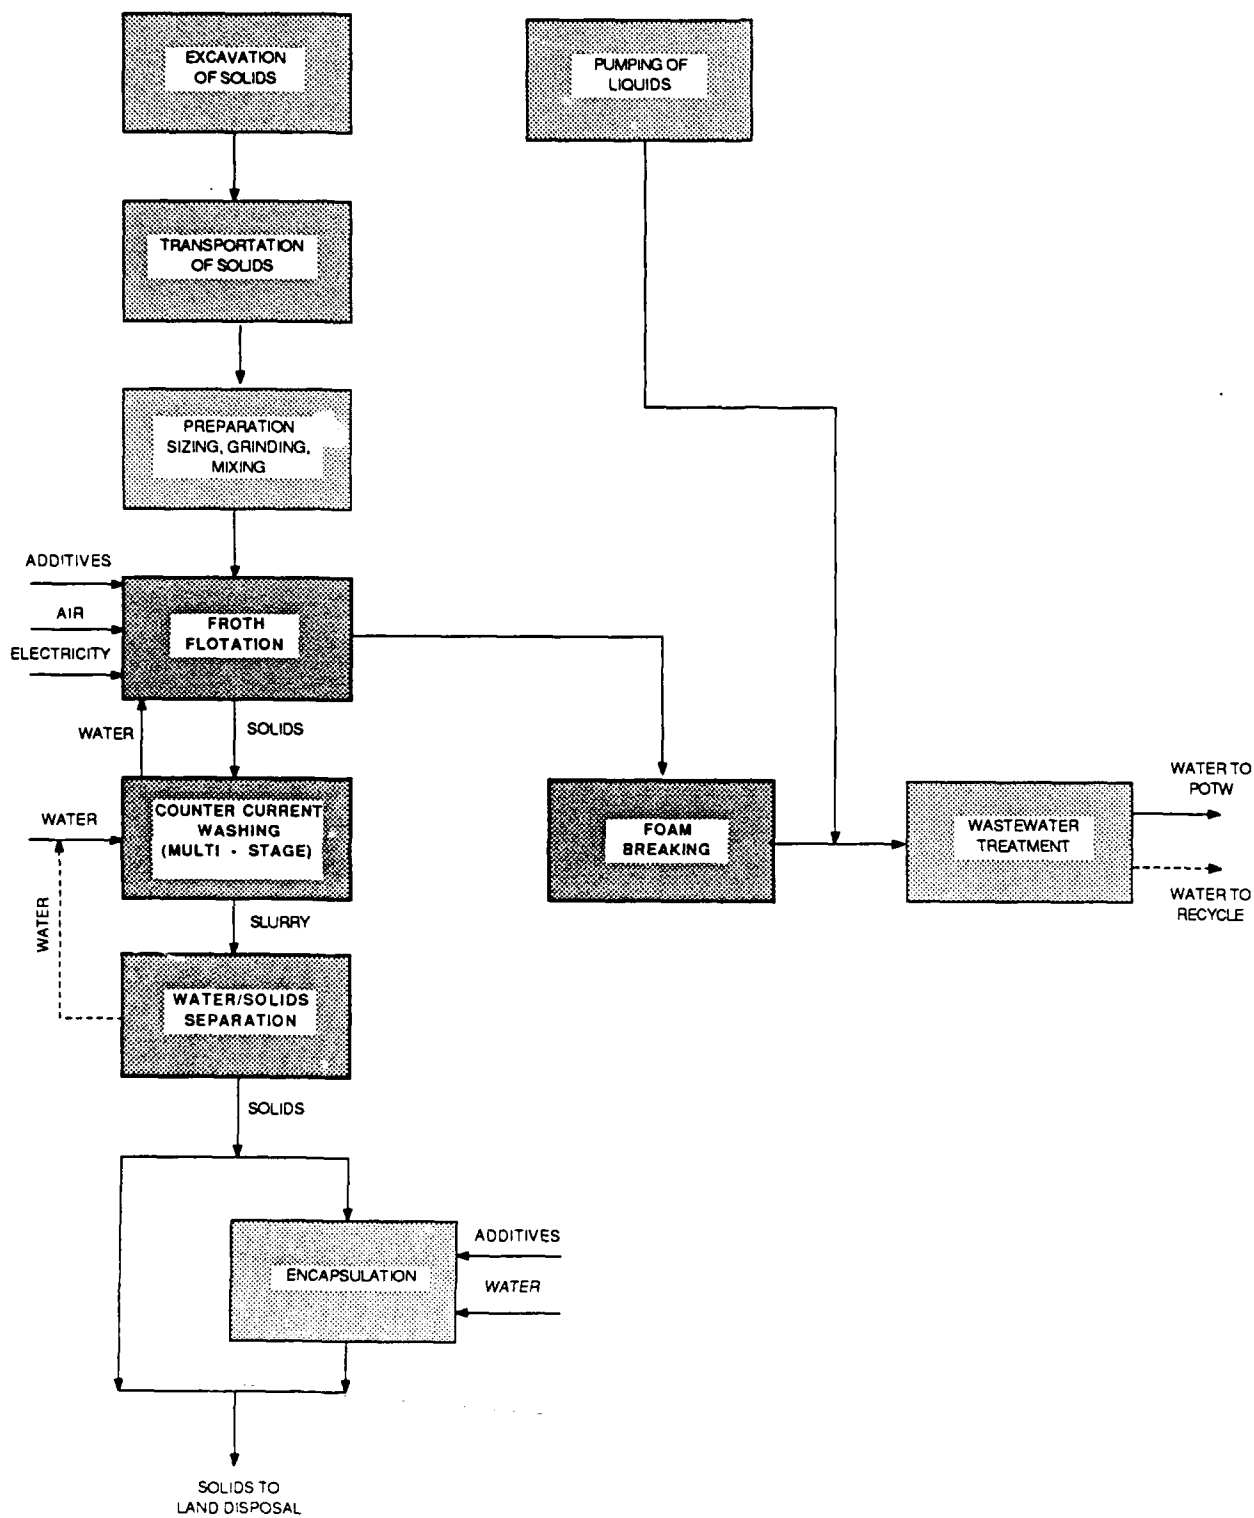 EXCAVATION
OF SOLIDS
PUMPING OF
LIQUIDS
TRANSPORTATION
OF SOLIDS
PREPARATION
SIZING, GRINDING,
MIXING
ADDITIVES
AIR
ELECTRICITY
FROTH
FLOTATION
WATER
SOLIDS
WATER
COUNTER CURRENT
WASHING
(MULTI - STAGE)
FOAM
BREAKING
WASTEWATER
TREATMENT
WATER TO
POTW
WATER TO
RECYCLE
WATER
SLURRY
WATER/SOLIDS
SEPARATION
SOLIDS
ENCAPSULATION
ADDITIVES
WATER
SOLIDS TO
LAND DISPOSAL